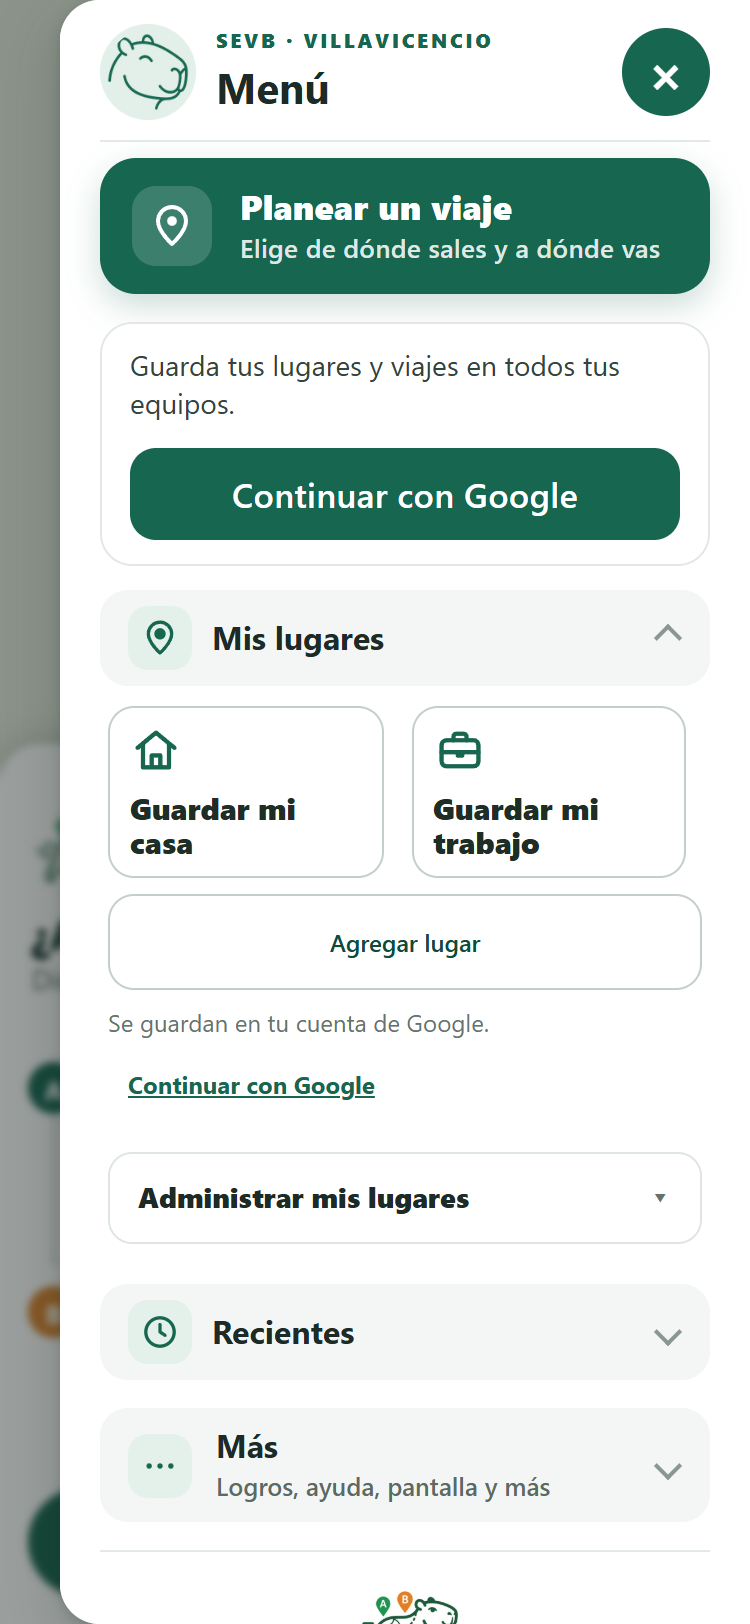 SEVB · VILLAVICENCIO
Menú
Planear un viaje
Elige de dónde sales y a dónde vas
Guarda tus lugares y viajes en todos tus
equipos.
Continuar con Google
Mis lugares
Guardar mi
casa
Guardar mi
trabajo
Agregar lugar
Se guardan en tu cuenta de Google.
Continuar con Google
Administrar mis lugares
Recientes
Más
Logros, ayuda, pantalla y más
A
B